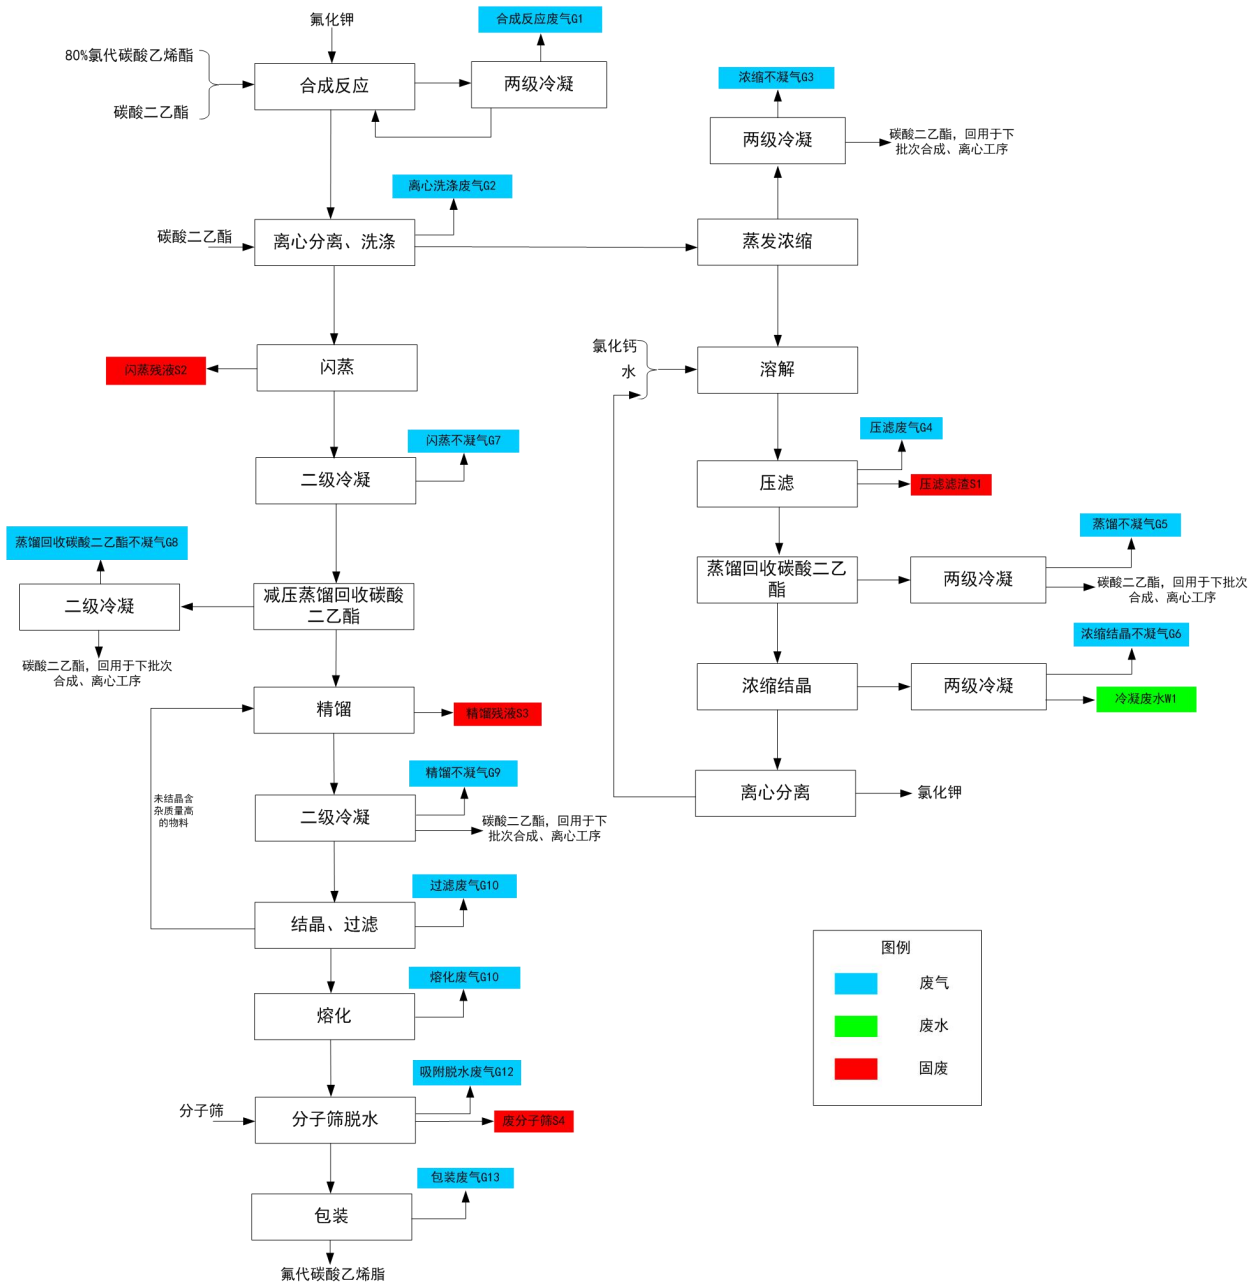 氟化钾
合成反应废气G1
80%氯代碳酸乙烯酯
碳酸二乙酯
合成反应
两级冷凝
浓缩不凝气G3
两级冷凝
碳酸二乙酯，回用于下
批次合成、离心工序
离心洗涤废气G2
碳酸二乙酯
离心分离、洗涤
蒸发浓缩
闪蒸残液S2
闪蒸
氯化钙
水
溶解
闪蒸不凝气G7
二级冷凝
压滤废气G4
压滤
压滤滤渣S1
蒸馏回收碳酸二乙酯不凝气G8
二级冷凝
碳酸二乙酯，回用于下批次
合成、离心工序
减压蒸馏回收碳酸
二乙酯
蒸馏回收碳酸二乙
酯
两级冷凝
蒸馏不凝气G5
碳酸二乙酯，回用于下批次
合成、离心工序
精馏
精馏残液S3
浓缩结晶
两级冷凝
浓缩结晶不凝气G6
冷凝废水W1
未结晶含
杂质量高
的物料
精馏不凝气G9
二级冷凝
碳酸二乙酯，回用于下
批次合成、离心工序
离心分离
氯化钾
过滤废气G10
结晶、过滤
熔化废气G10
熔化
吸附脱水废气G12
分子筛
分子筛脱水
废分子筛S4
包装废气G13
包装
氟代碳酸乙烯脂
图例
废气
废水
固废